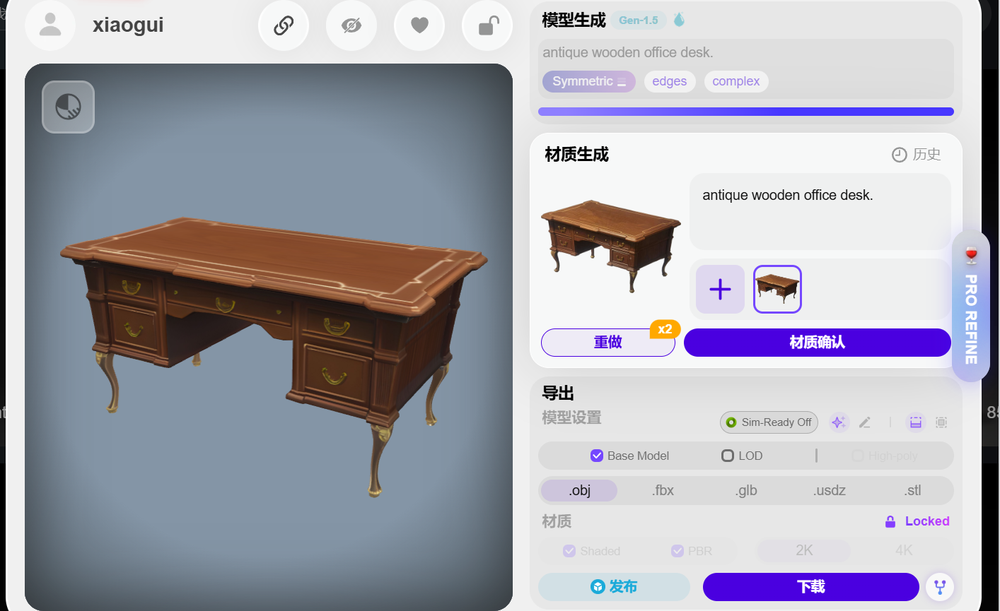 xiaogui
模型生成 Gen-1.5
antique wooden office desk.
Symmetric edges complex
材质生成 历史
antique wooden office desk.
x2
重做 材质确认
PRO REFINE
导出
模型设置 Sim-Ready Off
Base Model LOD High-poly
.obj .fbx .glb .usdz .stl
材质 Locked
Shaded PBR 2K 4K
发布 下载
85